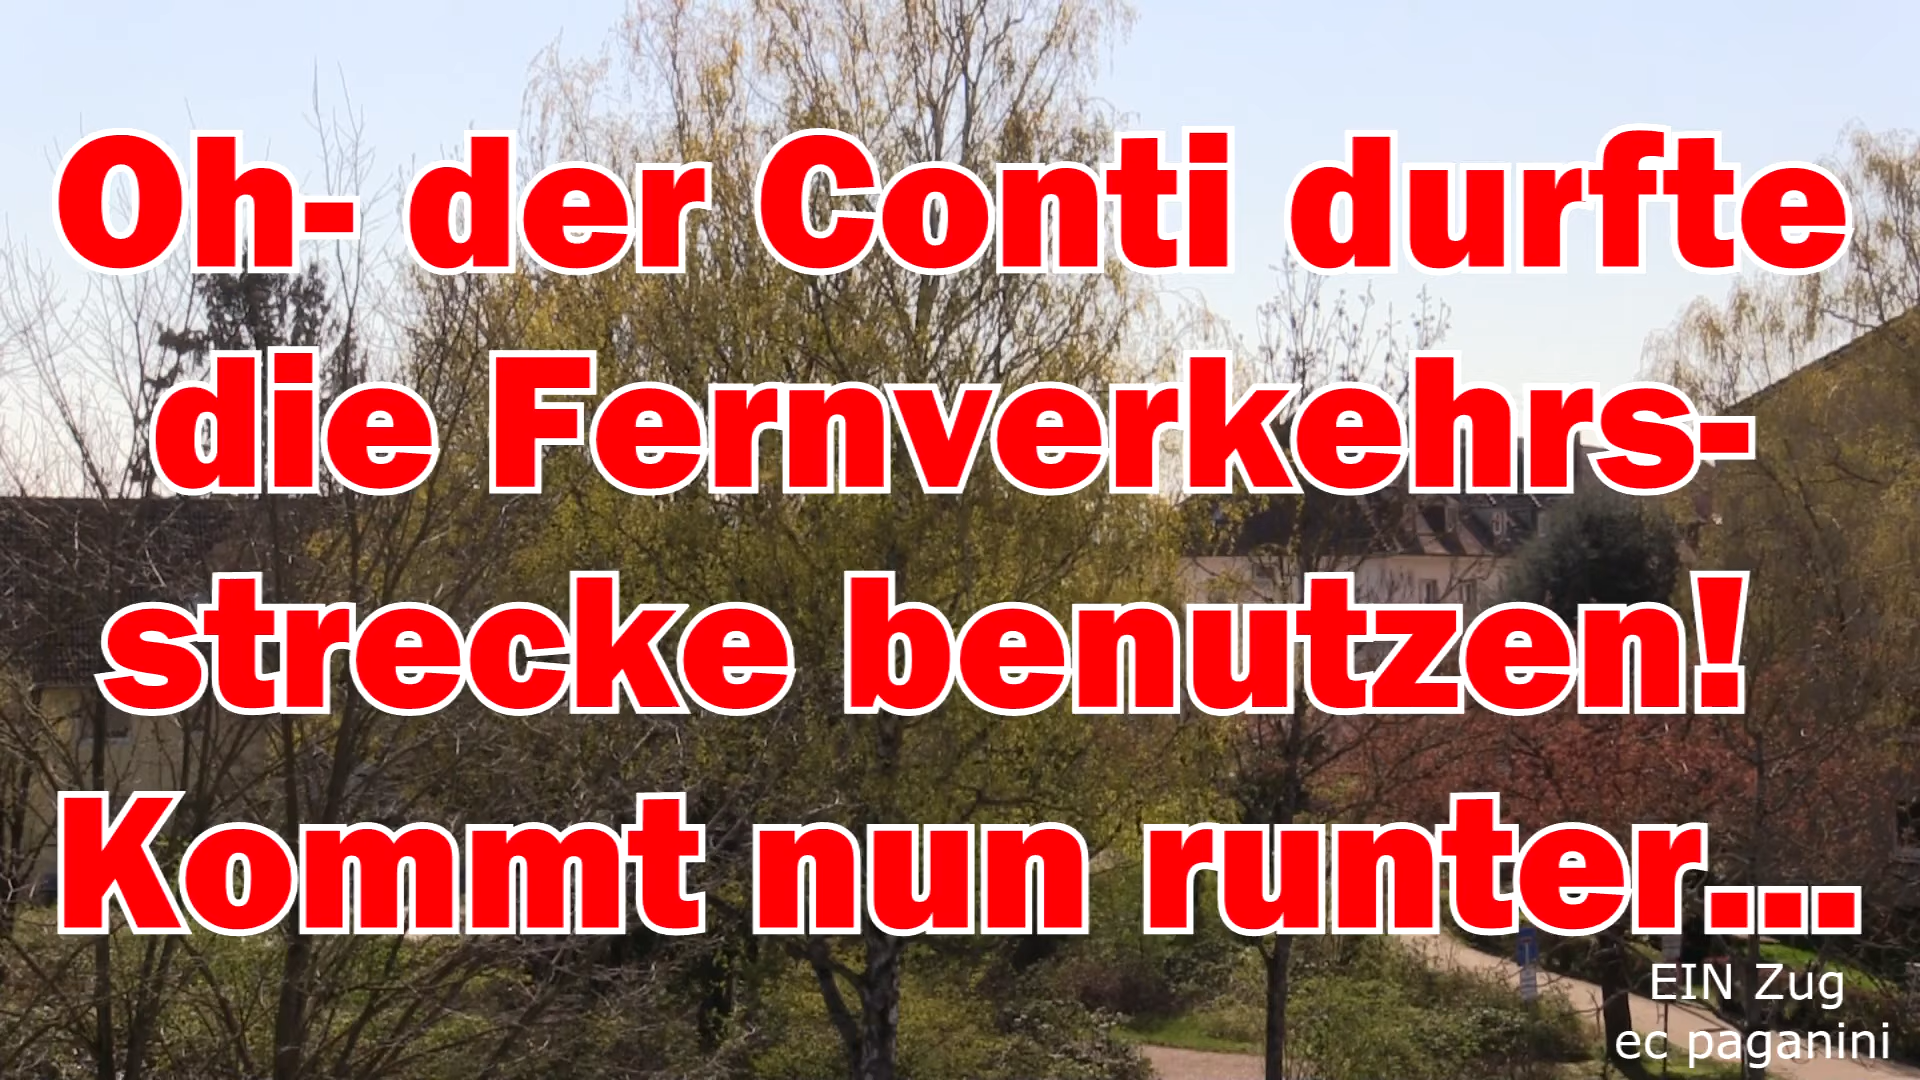 Oh- der Conti durfte
die Fernverkehrs-
strecke benutzen!
Kommt nun runter...
EIN Zug
ec paganini